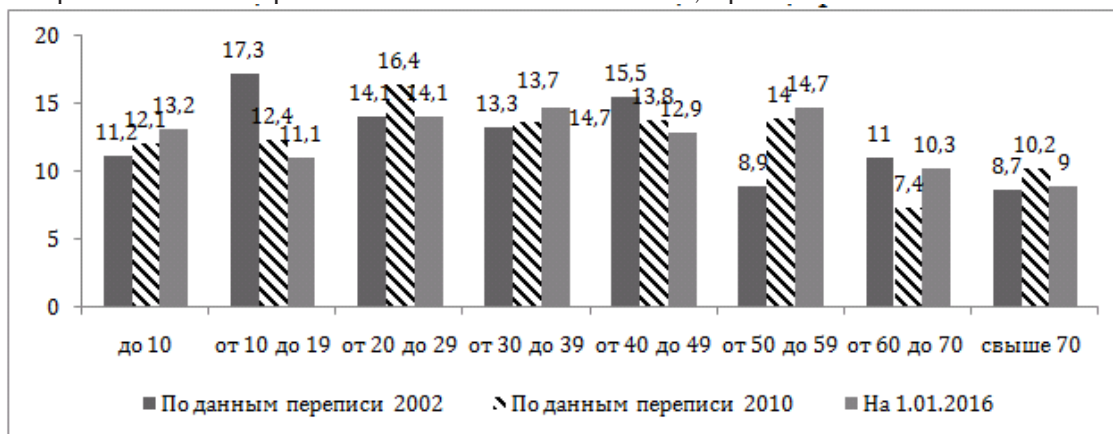 20
15
10
5
0
11,2 12,1 13,2
17,3 12,4 11,1
14,1 16,4 14,1
13,3 13,7 14,7
15,5 13,8 12,9
8,9 14 14,7
11 7,4 10,3
8,7 10,2 9
до 10 от 10 до 19 от 20 до 29 от 30 до 39 от 40 до 49 от 50 до 59 от 60 до 70 свыше 70
По данным переписи 2002 По данным переписи 2010 На 1.01.2016